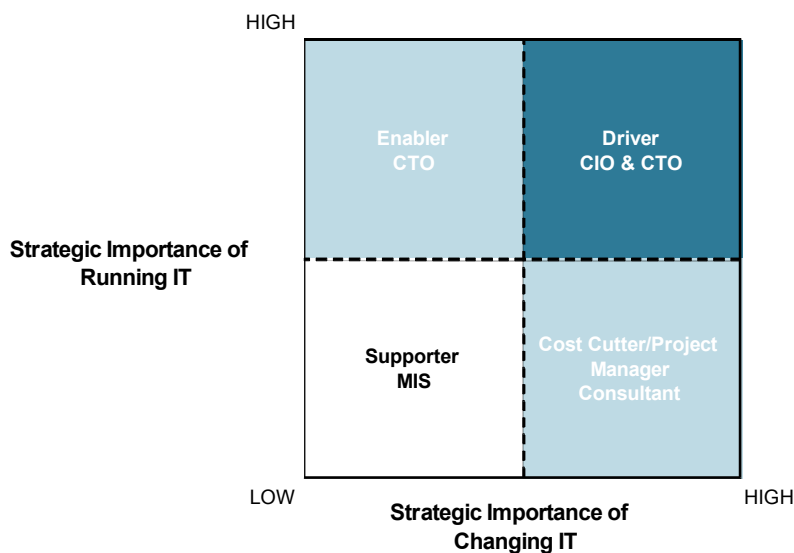 HIGH
Enabler
CTO
Driver
CIO & CTO
Strategic Importance of
Running IT
Supporter
MIS
Cost Cutter/Project
Manager
Consultant
LOW
HIGH
Strategic Importance of
Changing IT